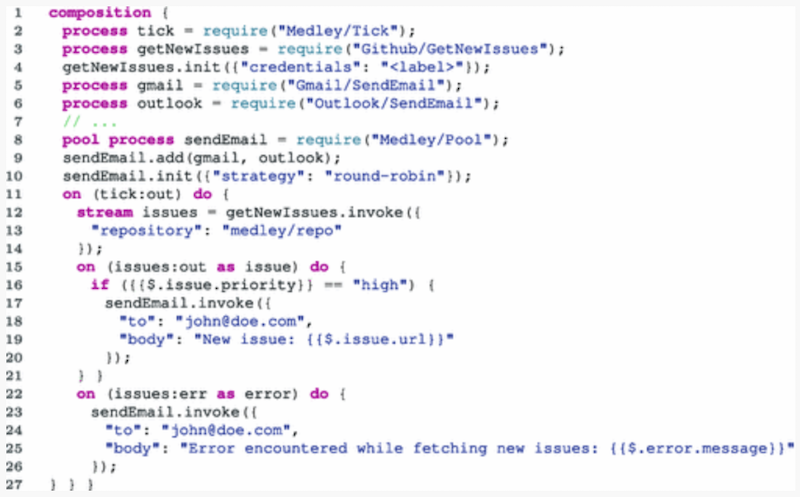 1 composition {
2 process tick = require("Medley/Tick");
3 process getNewIssues = require("Github/GetNewIssues");
4 getNewIssues.init({"credentials": "<label>"});
5 process gmail = require("Gmail/SendEmail");
6 process outlook = require("Outlook/SendEmail");
7 // ...
8 pool process sendEmail = require("Medley/Pool");
9 sendEmail.add(gmail, outlook);
10 sendEmail.init({"strategy": "round-robin"});
11 on (tick:out) do {
12 stream issues = getNewIssues.invoke({
13 "repository": "medley/repo"
14 });
15 on (issues:out as issue) do {
16 if ({{$.issue.priority}} == "high") {
17 sendEmail.invoke({
18 "to": "john@doe.com",
19 "body": "New issue: {{$.issue.url}}"
20 });
21 } }
22 on (issues:err as error) do {
23 sendEmail.invoke({
24 "to": "john@doe.com",
25 "body": "Error encountered while fetching new issues: {{$.error.message}}"
26 });
27 } } }